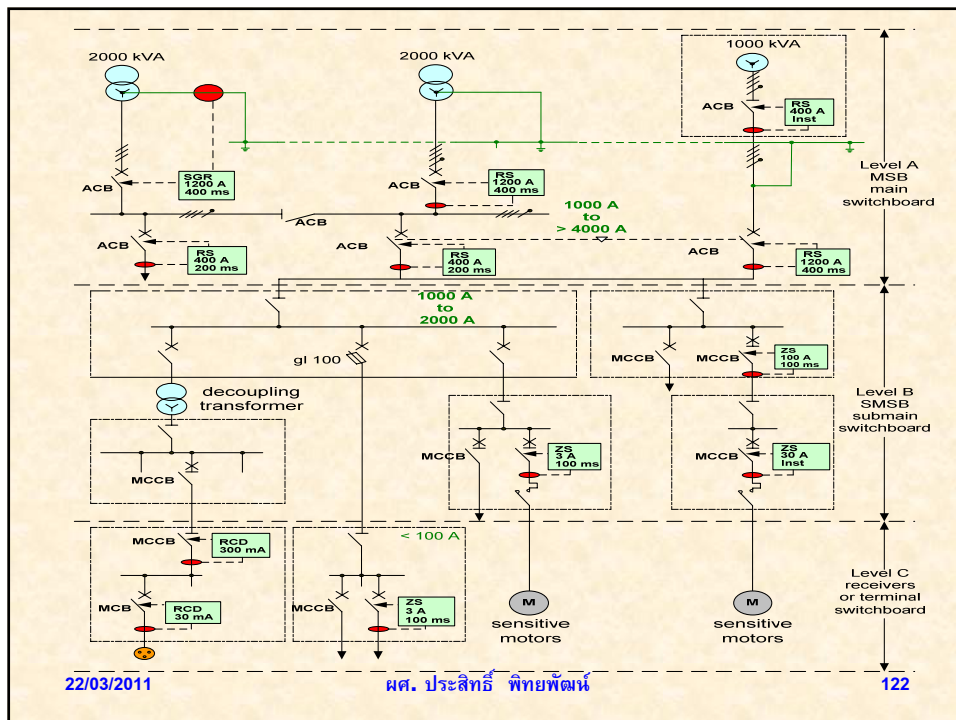 2000 kVA
2000 kVA
1000 kVA
ACB
RS
400 A
Inst
SGR
1200 A
400 ms
ACB
RS
1200 A
400 ms
ACB
ACB
1000 A
to
> 4000 A
ACB
RS
400 A
200 ms
ACB
RS
400 A
200 ms
ACB
RS
1200 A
400 ms
Level A
MSB
main
switchboard
1000 A
to
2000 A
gl 100
MCCB
MCCB
ZS
100 A
100 ms
decoupling
transformer
MCCB
MCCB
ZS
3 A
100 ms
MCCB
ZS
30 A
Inst
Level B
SMSB
submain
switchboard
MCCB
RCD
300 mA
< 100 A
MCB
RCD
30 mA
MCCB
ZS
3 A
100 ms
M
sensitive
motors
M
sensitive
motors
Level C
receivers
or terminal
switchboard
22/03/2011
ผศ. ประสิทธิ์ พิทยพัฒน์
122